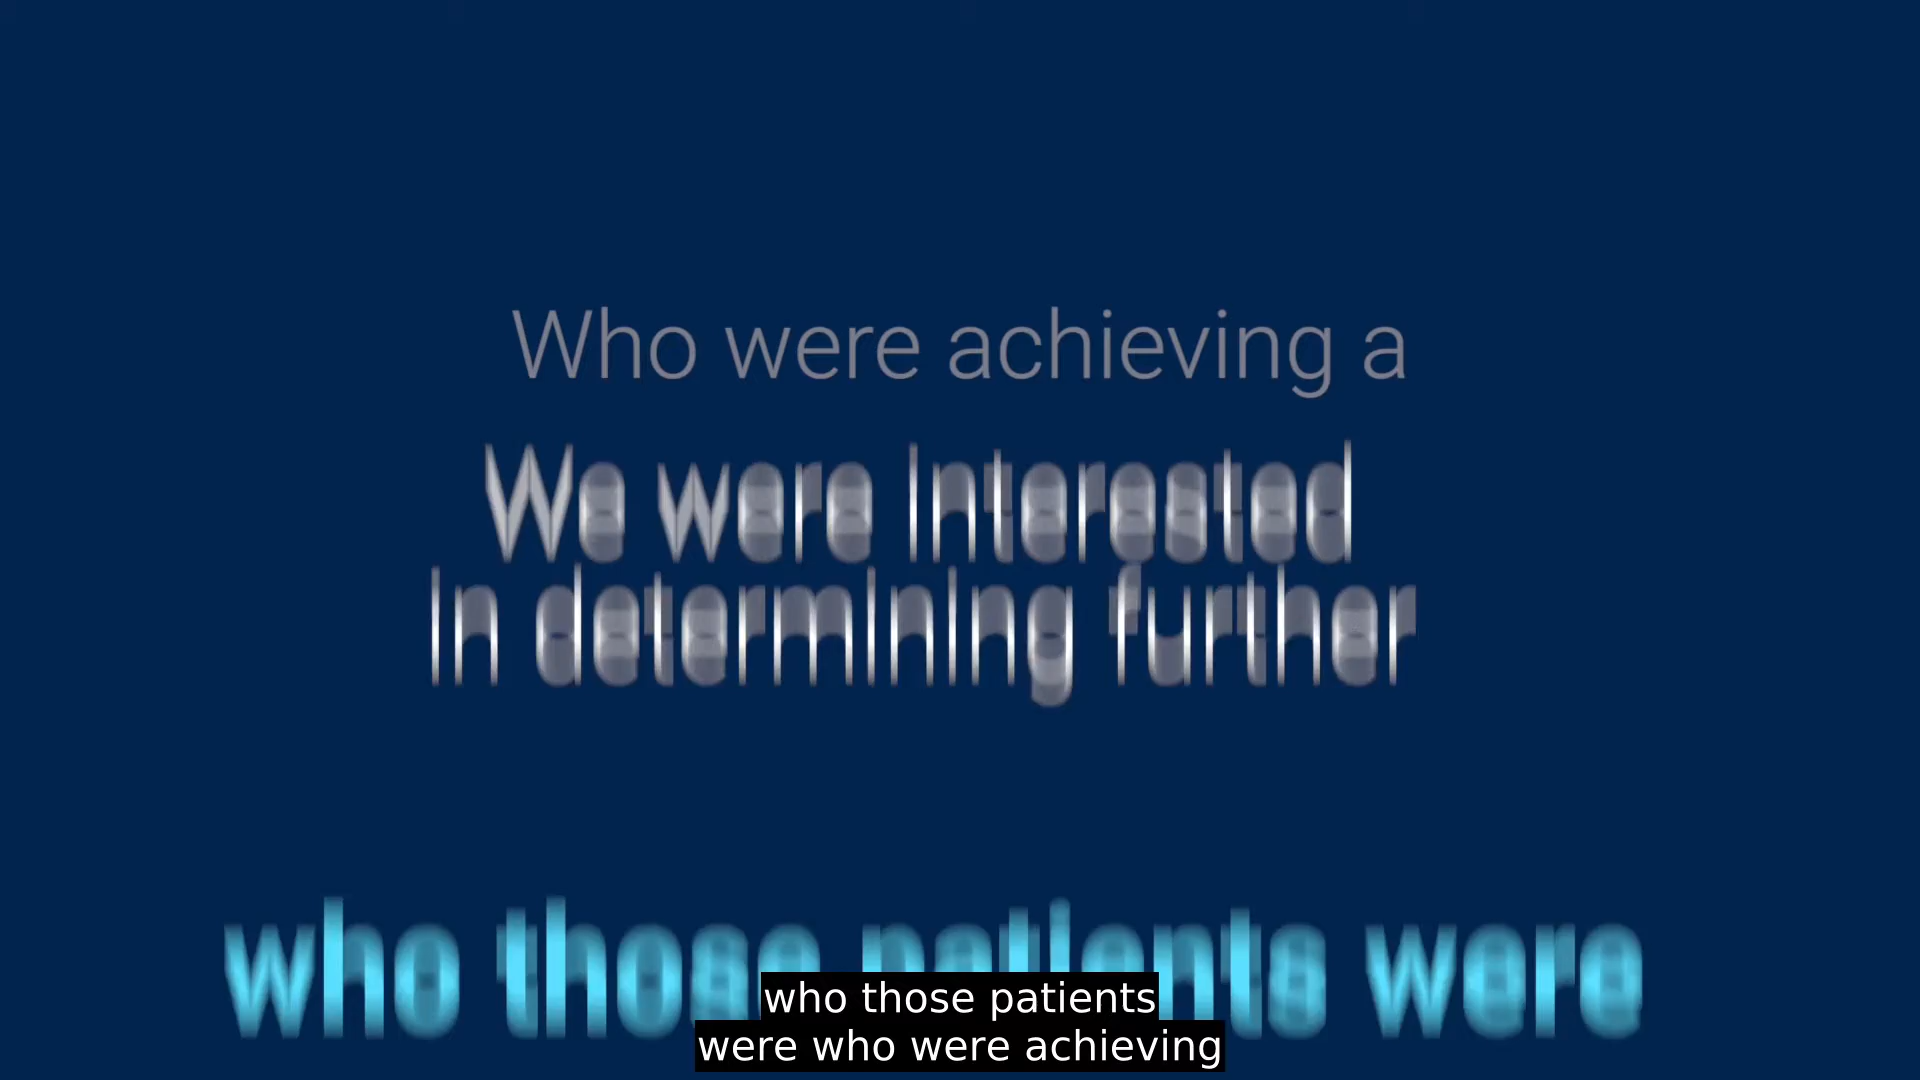 Who were achieving a
We were interested
in determining further
who those patients were
who those patients
were who were achieving